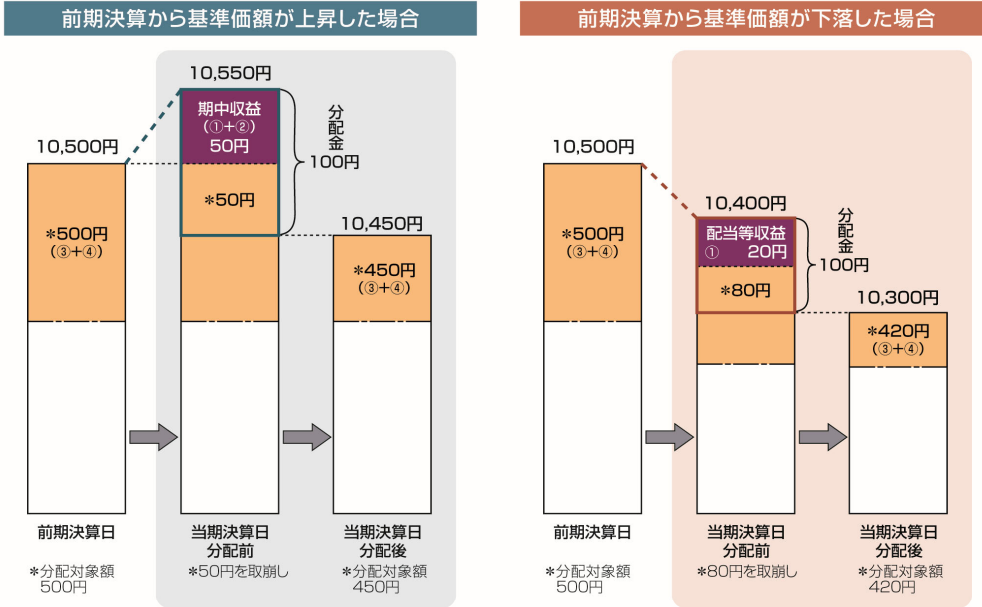 前期決算から基準価額が上昇した場合
10,500円
*500円
(③+④)
10,550円
期中収益
(①+②)
50円
*50円
分配金
100円
10,450円
*450円
(③+④)
前期決算日
*分配対象額
500円
当期決算日
分配前
*50円を取崩し
当期決算日
分配後
*分配対象額
450円
前期決算から基準価額が下落した場合
10,500円
*500円
(③+④)
10,400円
配当等収益
① 20円
*80円
分配金
100円
10,300円
*420円
(③+④)
前期決算日
*分配対象額
500円
当期決算日
分配前
*80円を取崩し
当期決算日
分配後
*分配対象額
420円